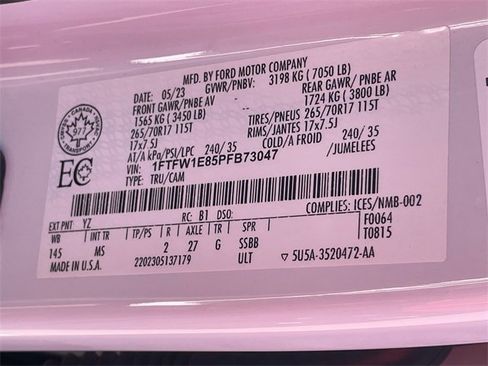 MFD. BY FORD MOTOR COMPANY
DATE: 05/23 GVWR/PNBV: 3198 KG ( 7050 LB)
FRONT GAWR/PNBE AV REAR GAWR/PNBE AR
1565 KG ( 3450 LB) 1724 KG ( 3800 LB)
265/70R17 115T TIRES/PNEUS 265/70R17 115T
17x7.5J RIMS/JANTES 17x7.5J
AT/A kPa/PSI/LPC 240/ 35 COLD/A FROID 240/ 35
1FTFW1E85PFB73047 /JUMELEES
TYPE: TRU/CAM
CANADA
977
EC
EXT PNT YZ RC: B1 DSO: COMPLIES: ICES/NMB-002
WB INT TR TP/PS R AXLE TR SPR F0064
145 MS 2 27 G SSBB T0815
MADE IN U.S.A. 2202305137179 ULT 5U5A-3520472-AA